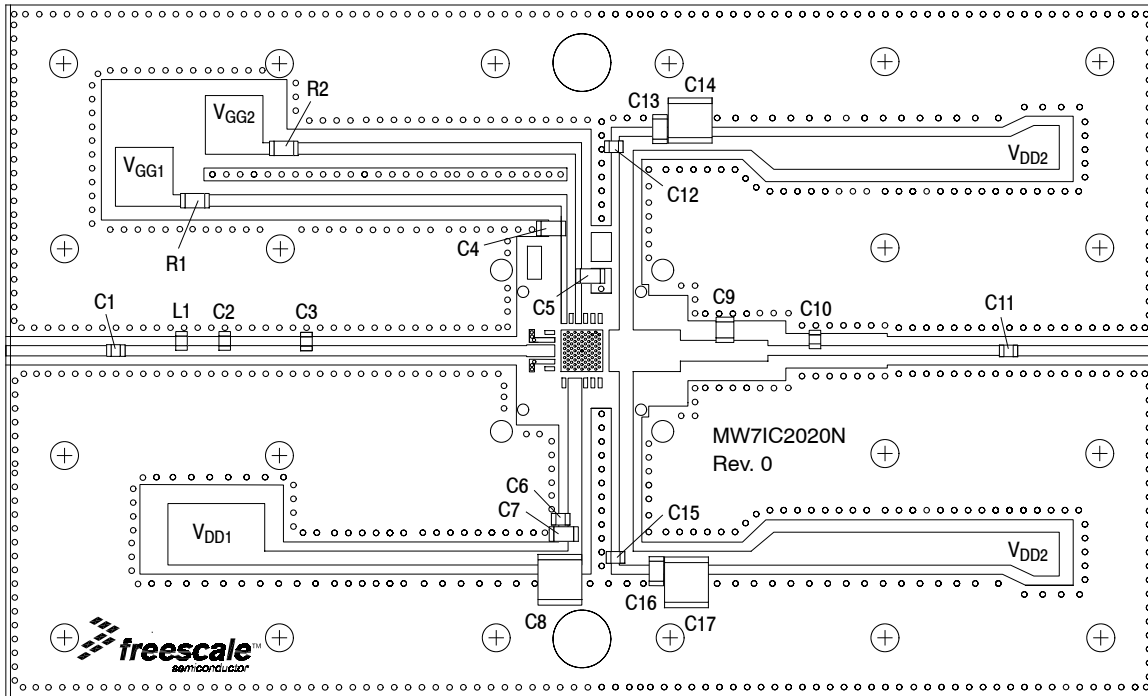 C13 C14
R2
VGG2
VDD2
VGG1
C12
C4
R1
C5
C1 L1 C2 C3
C9 C10 C11
MW7IC2020N
Rev. 0
C6
C7
C15
VDD1
VDD2
C16
C8
C17
freescale™
semiconductor